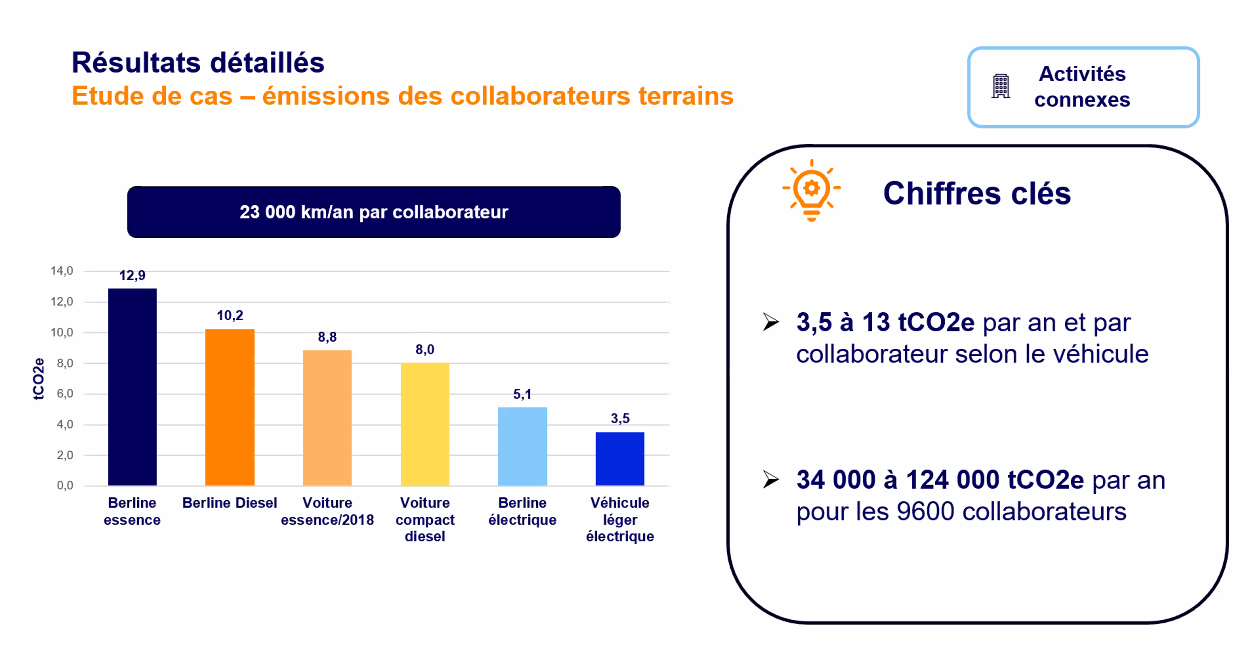 Résultats détaillés
Etude de cas – émissions des collaborateurs terrains
Activités
connexes
23 000 km/an par collaborateur
tCO2e
14,0
12,0
10,0
8,0
6,0
4,0
2,0
0,0
12,9
10,2
8,8
8,0
5,1
3,5
Berline
essence
Berline Diesel
Voiture
essence/2018
Voiture
compact
diesel
Berline
électrique
Véhicule
léger
électrique
Chiffres clés
3,5 à 13 tCO2e par an et par
collaborateur selon le véhicule
34 000 à 124 000 tCO2e par an
pour les 9600 collaborateurs